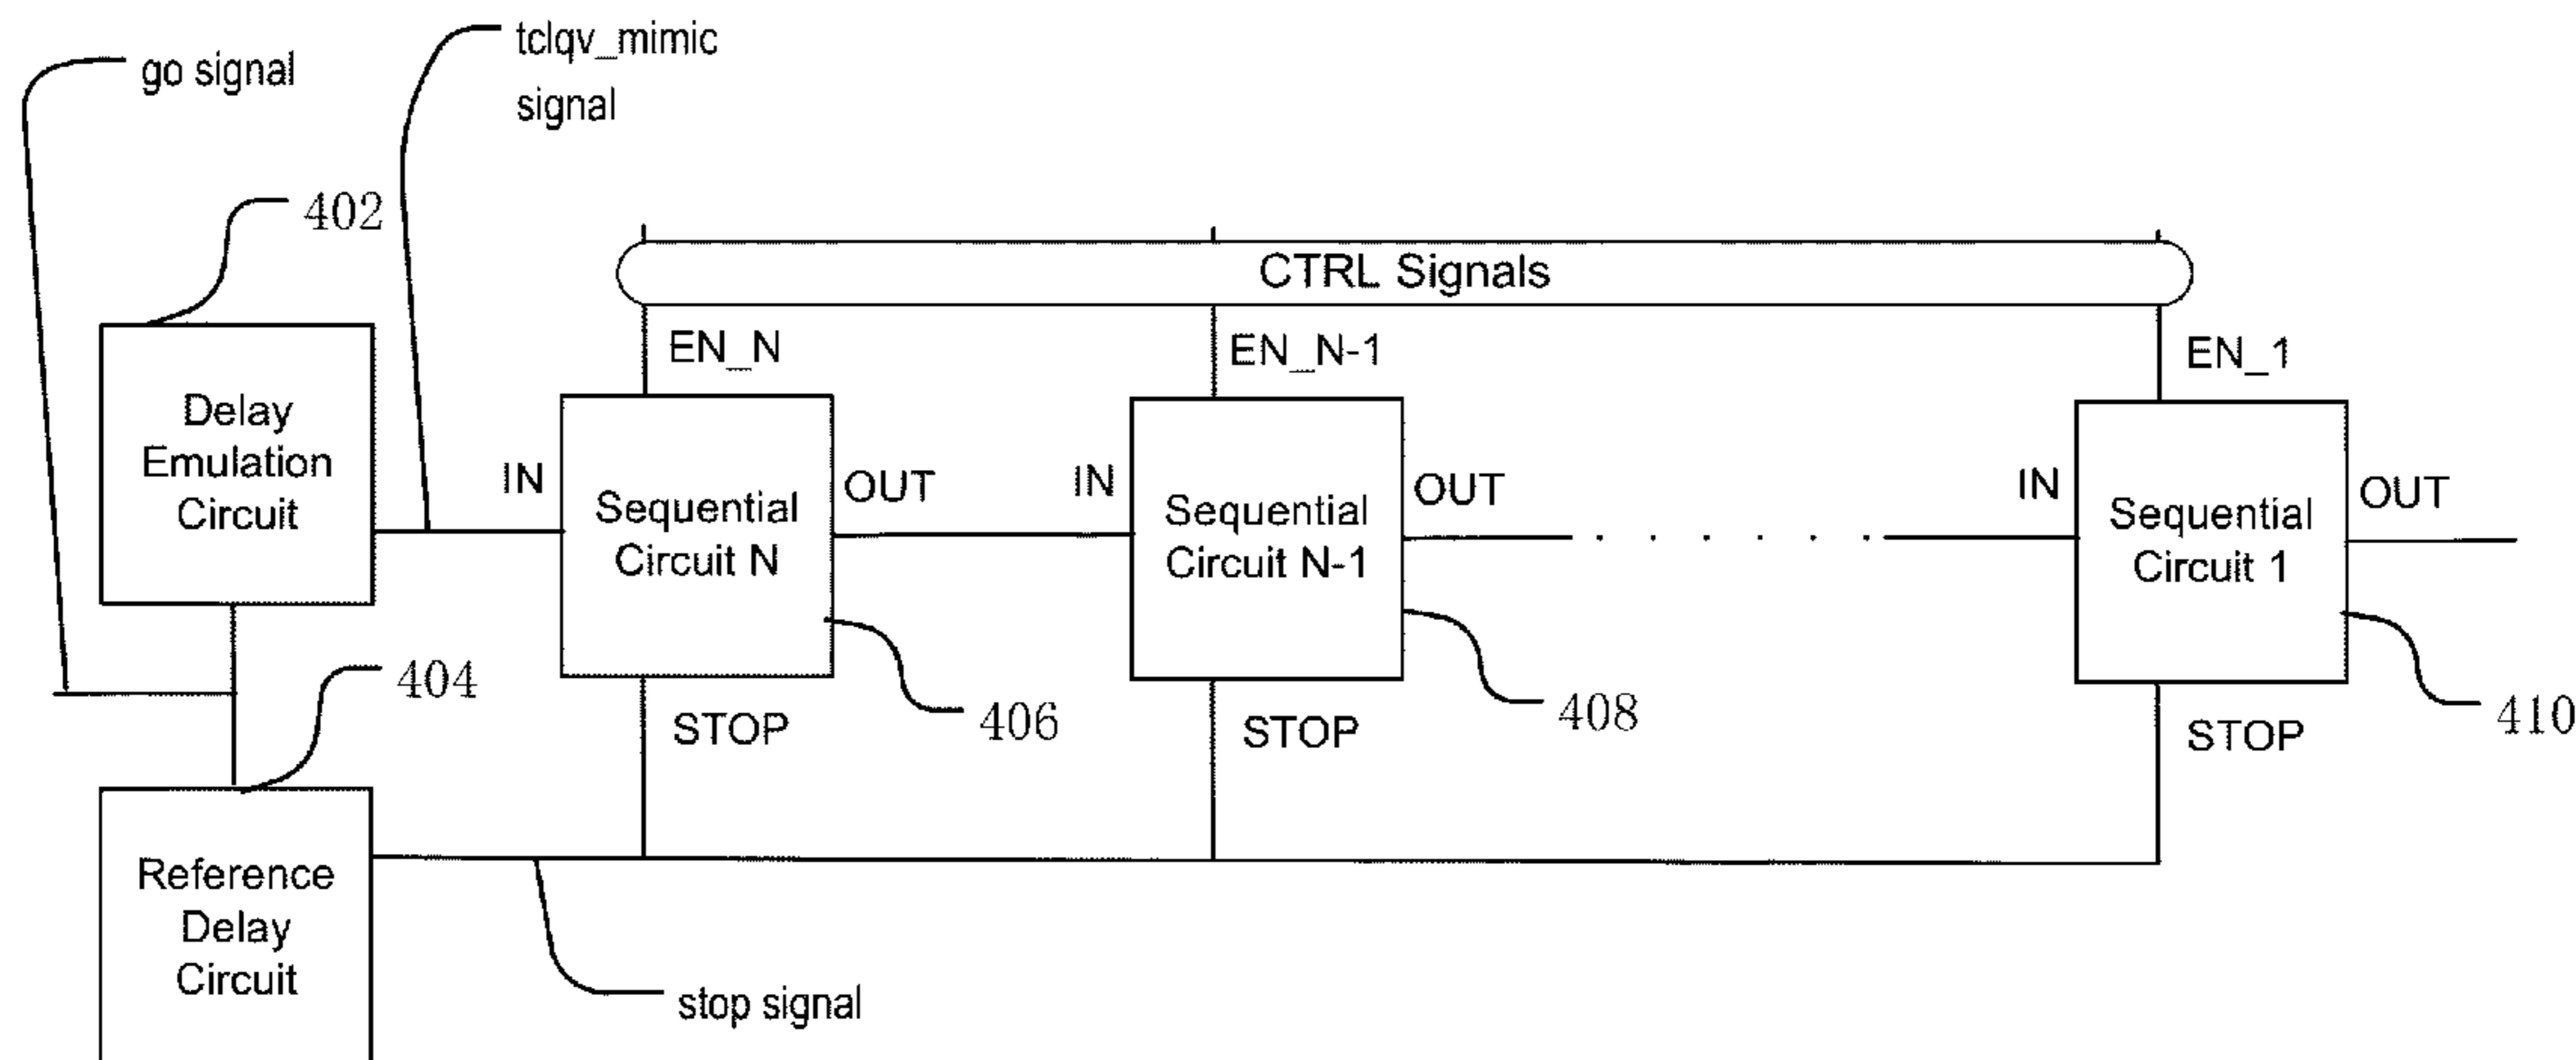 go signal
tclqv_mimic
signal
402
CTRL Signals
EN_N
EN_N-1
EN_1
Delay
Emulation
Circuit
IN
Sequential
Circuit N
OUT
IN
Sequential
Circuit N-1
OUT
IN
Sequential
Circuit 1
OUT
404
406
408
410
STOP
STOP
STOP
Reference
Delay
Circuit
stop signal